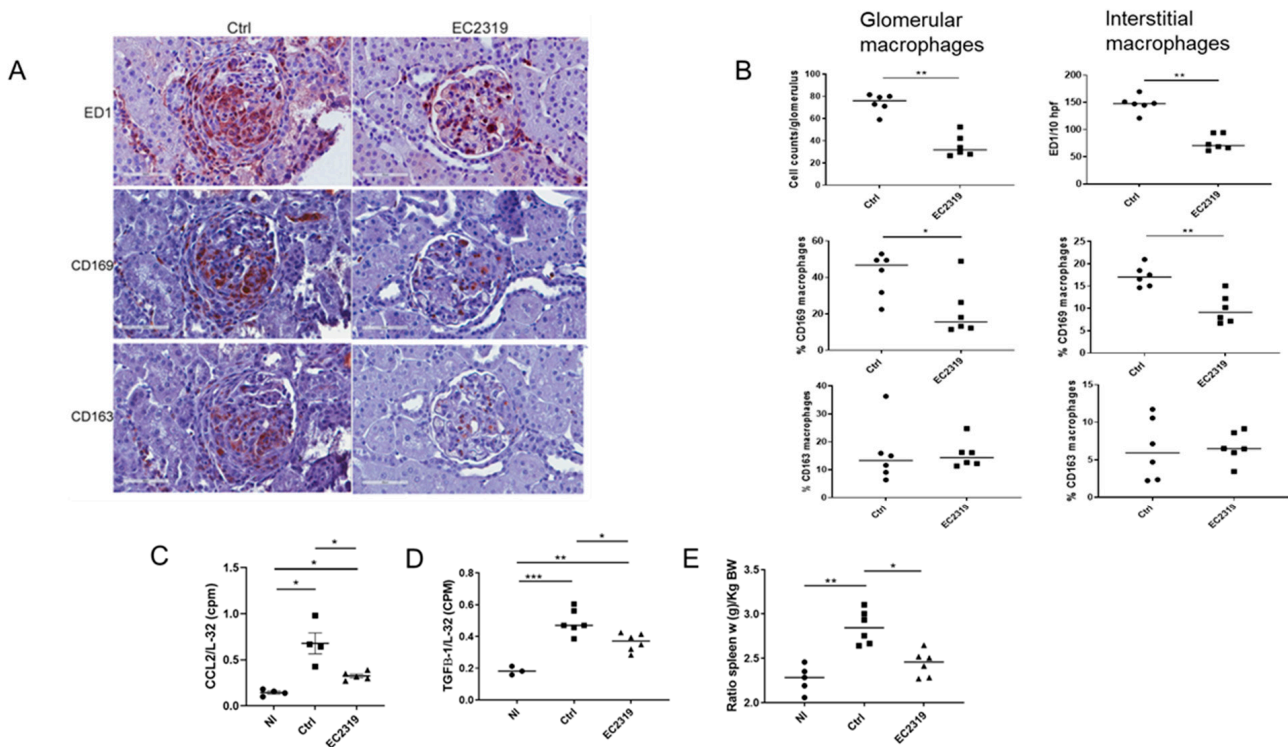 A
Ctrl
EC2319
ED1
CD169
CD163
B
Glomerular
macrophages
Interstitial
macrophages
Cell counts/glomerulus
100
80
60
40
20
0
**
Ctrl
EC2319
ED1/10 hpf
200
150
100
50
0
**
Ctrl
EC2319
% CD169 macrophages
60
40
20
0
*
Ctrl
EC2319
% CD169 macrophages
25
20
15
10
5
0
**
Ctrl
EC2319
% CD163 macrophages
40
30
20
10
0
Ctrl
EC2319
% CD163 macrophages
15
10
5
0
Ctrl
EC2319
C
CCL2/L-32 (cpm)
1.5
1.0
0.5
0.0
*
*
*
NI
Ctrl
EC2319
D
TGFB-1/L-32 (CPM)
0.8
0.6
0.4
0.2
0.0
*
**
***
NI
Ctrl
EC2319
E
Ratio spleen w (g)/Kg BW
3.5
3.0
2.5
2.0
**
*
NI
Ctrl
EC2319